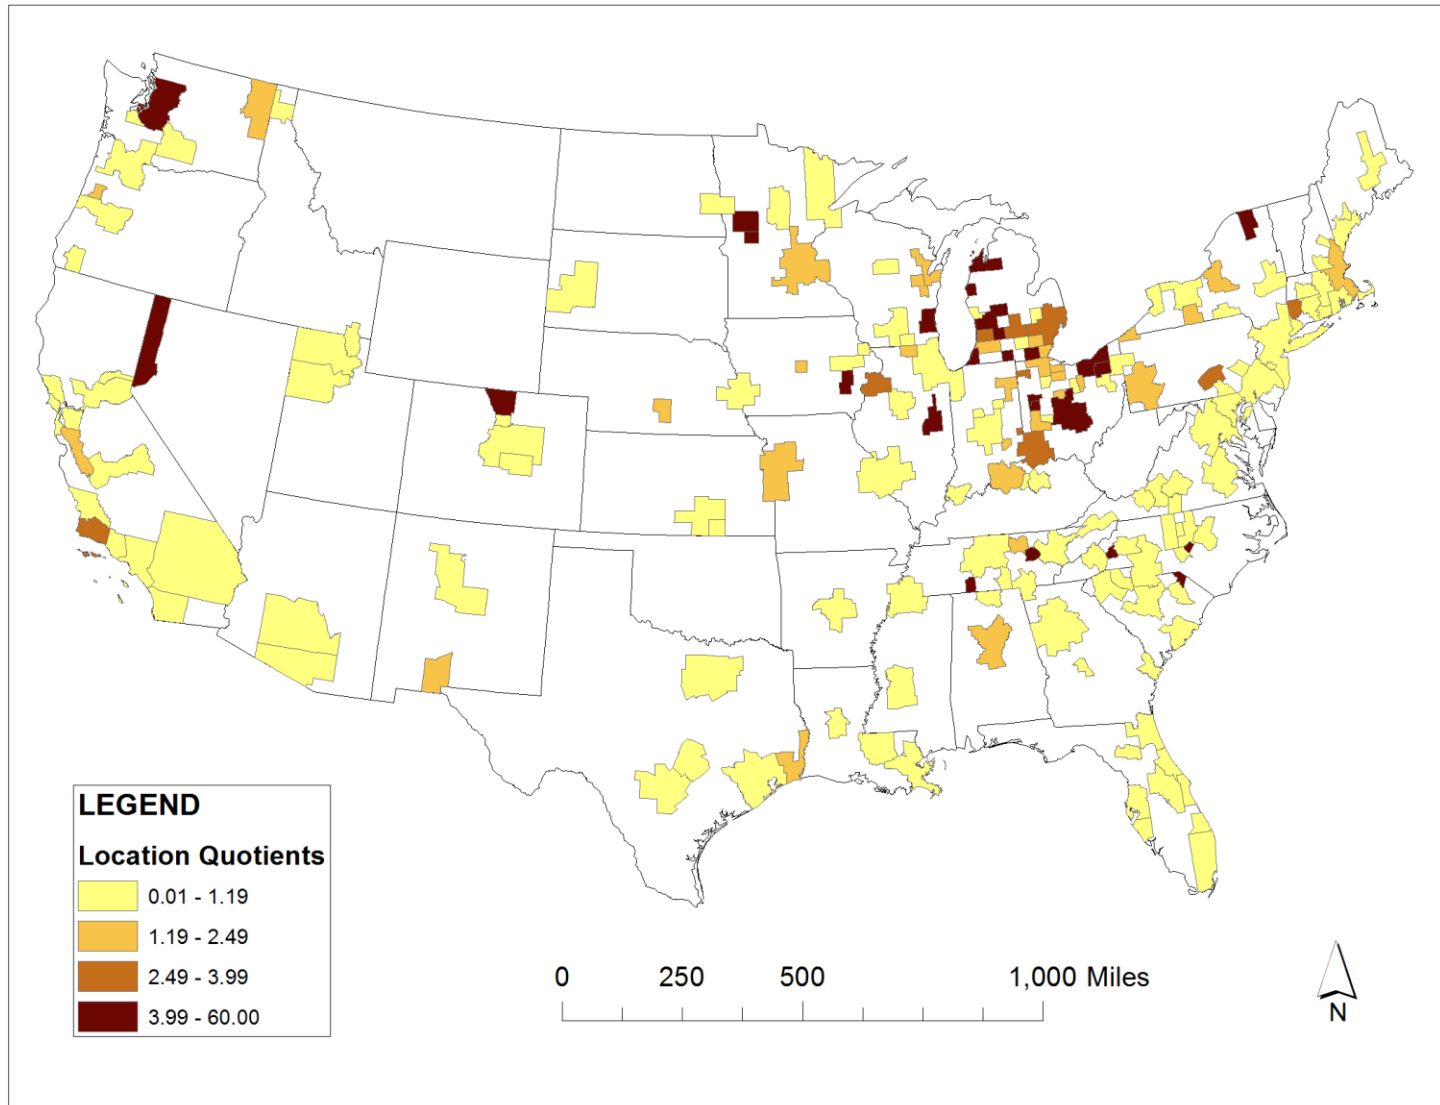 LEGEND
Location Quotients
0.01 - 1.19
1.19 - 2.49
2.49 - 3.99
3.99 - 60.00
0 250 500 1,000 Miles
N